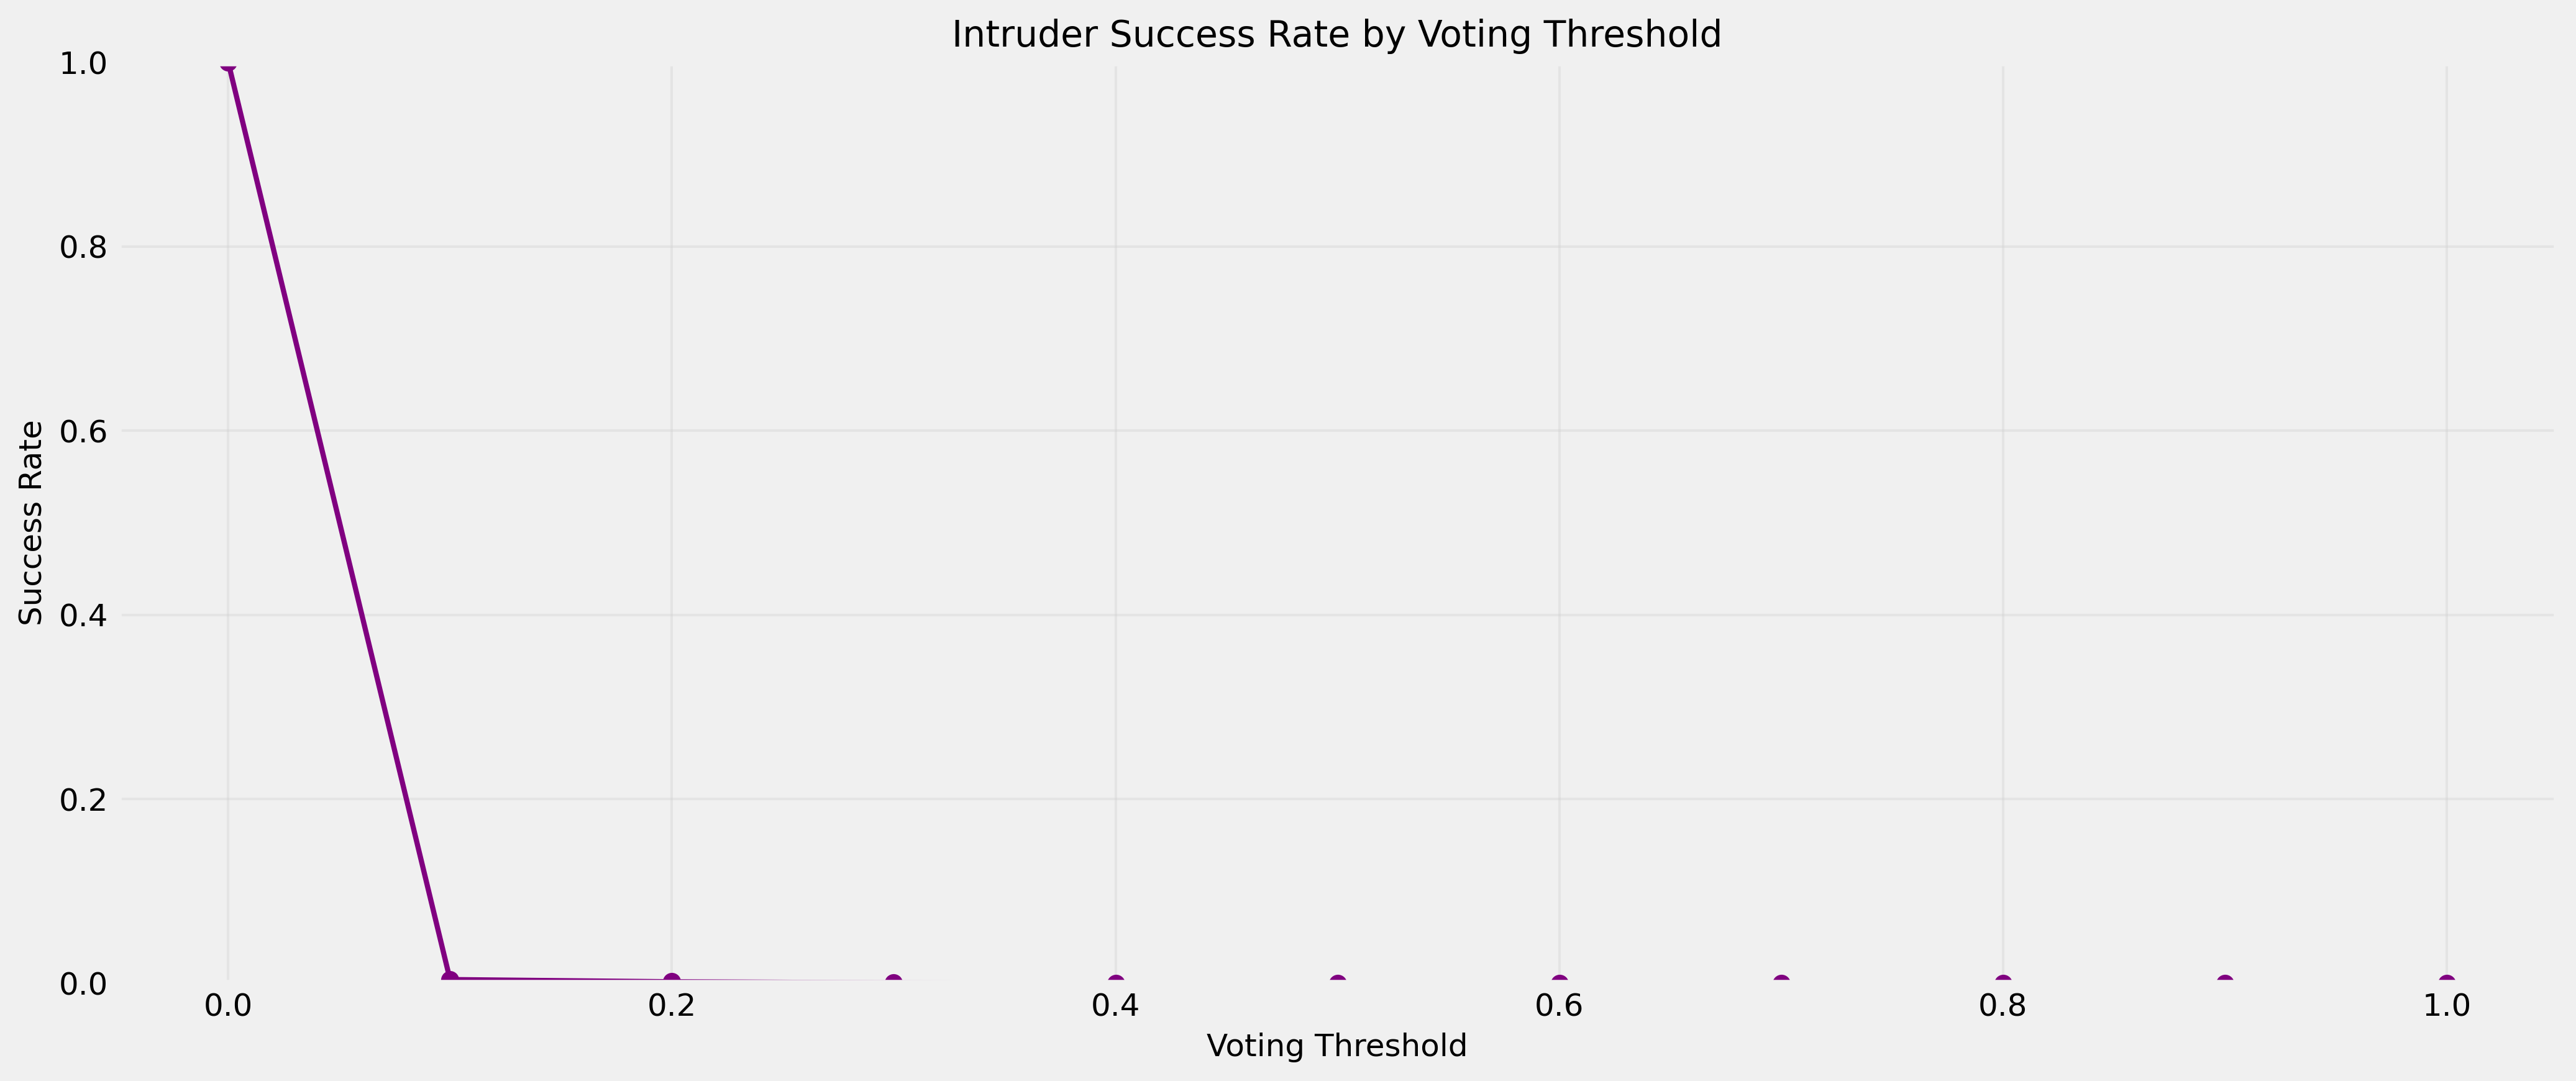 Intruder Success Rate by Voting Threshold
1.0
0.8
0.6
0.4
0.2
0.0
Success Rate
0.0 0.2 0.4 0.6 0.8 1.0
Voting Threshold